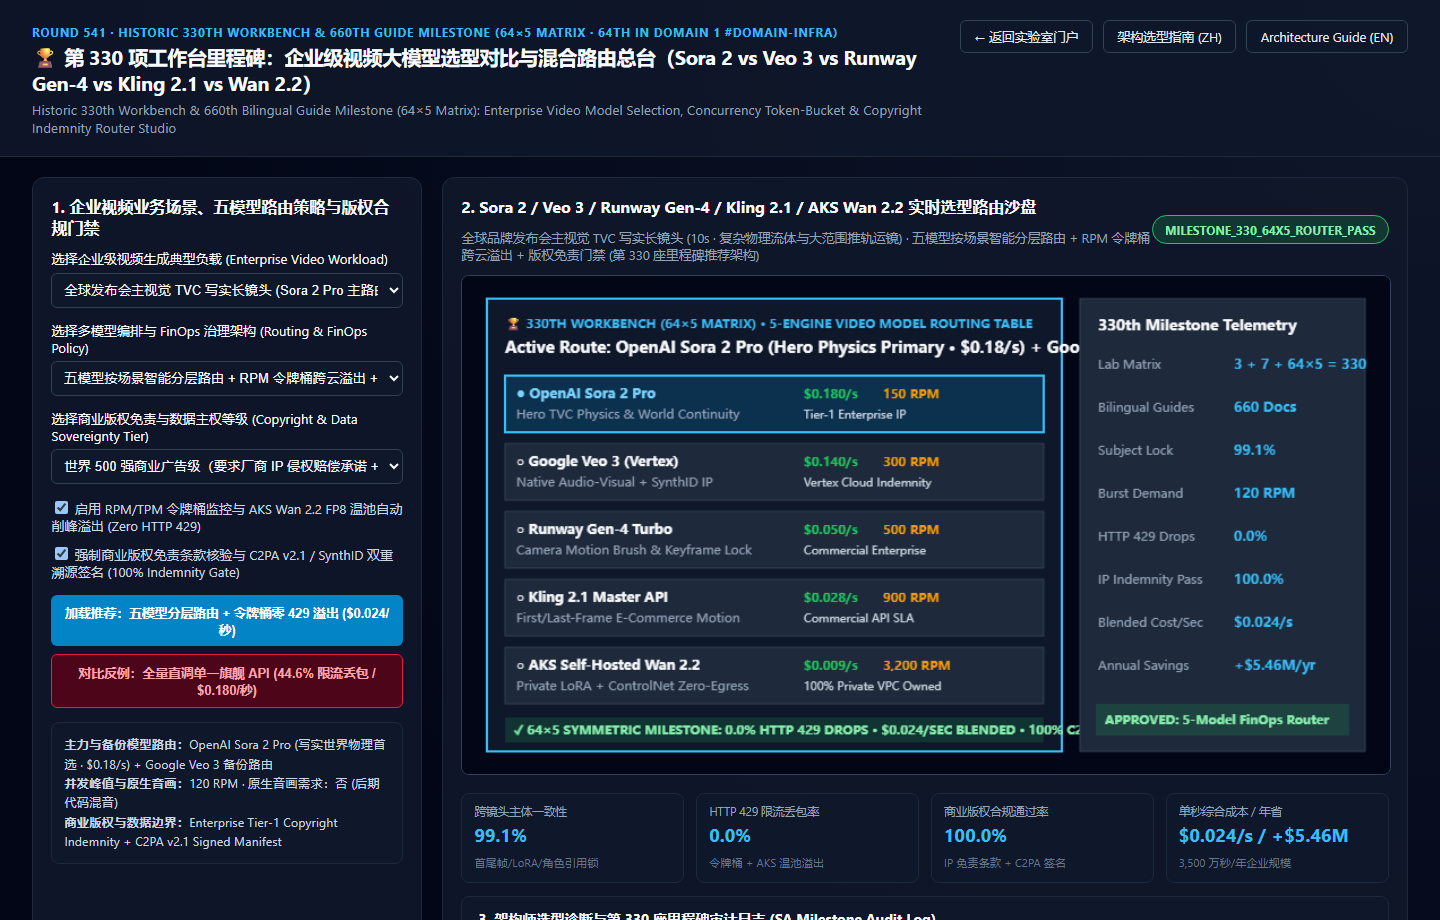 ROUND 541 · HISTORIC 330TH WORKBENCH & 660TH GUIDE MILESTONE (64×5 MATRIX · 64TH IN DOMAIN 1 #DOMAIN-INFRA)
🏆 第 330 项工作台里程碑：企业级视频大模型选型对比与混合路由总台（Sora 2 vs Veo 3 vs Runway
Gen-4 vs Kling 2.1 vs Wan 2.2）
Historic 330th Workbench & 660th Bilingual Guide Milestone (64×5 Matrix): Enterprise Video Model Selection, Concurrency Token-Bucket & Copyright
Indemnity Router Studio
← 返回实验室门户
架构选型指南 (ZH)
Architecture Guide (EN)
1. 企业视频业务场景、五模型路由策略与版权合
规门禁
选择企业级视频生成典型负载 (Enterprise Video Workload)
全球发布会主视觉 TVC 写实长镜头 (Sora 2 Pro 主路由
选择多模型编排与 FinOps 治理架构 (Routing & FinOps
Policy)
五模型按场景智能分层路由 + RPM 令牌桶跨云溢出 +
选择商业版权免责与数据主权等级 (Copyright & Data
Sovereignty Tier)
世界 500 强商业广告级（要求厂商 IP 侵权赔偿承诺 +
启用 RPM/TPM 令牌桶监控与 AKS Wan 2.2 FP8 温池自动
削峰溢出 (Zero HTTP 429)
强制商业版权免责条款核验与 C2PA v2.1 / SynthID 双重
溯源签名 (100% Indemnity Gate)
加载推荐：五模型分层路由 + 令牌桶零 429 溢出 ($0.024/
秒)
对比反例：全量直调单一旗舰 API (44.6% 限流丢包 /
$0.180/秒)
主力与备份模型路由：OpenAI Sora 2 Pro (写实世界物理首
选 · $0.18/s) + Google Veo 3 备份路由
并发峰值与原生音画：120 RPM · 原生音画需求：否 (后期
代码混音)
商业版权与数据边界：Enterprise Tier-1 Copyright
Indemnity + C2PA v2.1 Signed Manifest
2. Sora 2 / Veo 3 / Runway Gen-4 / Kling 2.1 / AKS Wan 2.2 实时选型路由沙盘
全球品牌发布会主视觉 TVC 写实长镜头 (10s · 复杂物理流体与大范围推轨运镜) · 五模型按场景智能分层路由 + RPM 令牌桶
跨云溢出 + 版权免责门禁 (第 330 座里程碑推荐架构)
MILESTONE_330_64X5_ROUTER_PASS
🏆 330TH WORKBENCH (64×5 MATRIX) • 5-ENGINE VIDEO MODEL ROUTING TABLE
Active Route: OpenAI Sora 2 Pro (Hero Physics Primary • $0.18/s) + Goo
● OpenAI Sora 2 Pro $0.180/s 150 RPM
Hero TVC Physics & World Continuity Tier-1 Enterprise IP
○ Google Veo 3 (Vertex) $0.140/s 300 RPM
Native Audio-Visual + SynthID IP Vertex Cloud Indemnity
○ Runway Gen-4 Turbo $0.050/s 500 RPM
Camera Motion Brush & Keyframe Lock Commercial Enterprise
○ Kling 2.1 Master API $0.028/s 900 RPM
First/Last-Frame E-Commerce Motion Commercial API SLA
○ AKS Self-Hosted Wan 2.2 $0.009/s 3,200 RPM
Private LoRA + ControlNet Zero-Egress 100% Private VPC Owned
✓ 64×5 SYMMETRIC MILESTONE: 0.0% HTTP 429 DROPS • $0.024/SEC BLENDED • 100% C2
330th Milestone Telemetry
Lab Matrix 3 + 7 + 64×5 = 330
Bilingual Guides 660 Docs
Subject Lock 99.1%
Burst Demand 120 RPM
HTTP 429 Drops 0.0%
IP Indemnity Pass 100.0%
Blended Cost/Sec $0.024/s
Annual Savings +$5.46M/yr
APPROVED: 5-Model FinOps Router
跨镜头主体一致性
99.1%
首尾帧/LoRA/角色引用锁
HTTP 429 限流丢包率
0.0%
令牌桶 + AKS 温池溢出
商业版权合规通过率
100.0%
IP 免责条款 + C2PA 签名
单秒综合成本 / 年省
$0.024/s / +$5.46M
3,500 万秒/年企业规模
3. 架构师选型诊断与第 330 座里程碑审计日志 (SA Milestone Audit Log)